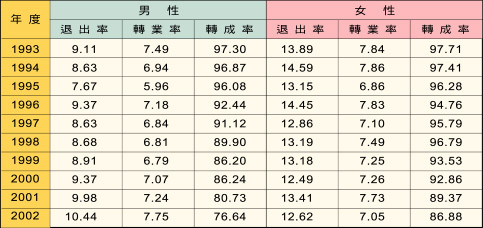 年度 男性 女性
退出率 轉業率 轉成率 退出率 轉業率 轉成率
1993 9.11 7.49 97.30 13.89 7.84 97.71
1994 8.63 6.94 96.87 14.59 7.86 97.41
1995 7.67 5.96 96.08 13.15 6.86 96.28
1996 9.37 7.18 92.44 14.45 7.83 94.76
1997 8.63 6.84 91.12 12.86 7.10 95.79
1998 8.68 6.81 89.90 13.19 7.49 96.79
1999 8.91 6.79 86.20 13.18 7.25 93.53
2000 9.37 7.07 86.24 12.49 7.26 92.86
2001 9.98 7.24 80.73 13.41 7.73 89.37
2002 10.44 7.75 76.64 12.62 7.05 86.88